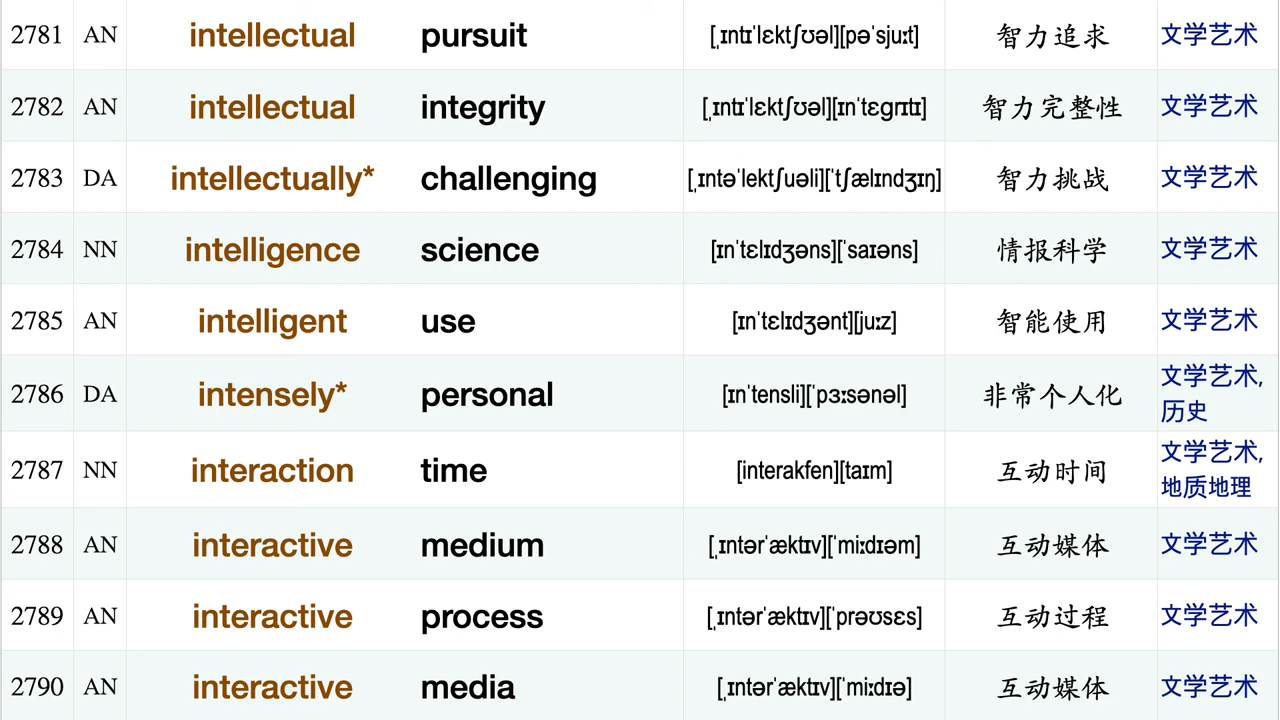 2781 AN intellectual pursuit [ˌɪntɪˈlɛktʃʊəl][pəˈsjuːt] 智力追求 文学艺术
2782 AN intellectual integrity [ˌɪntɪˈlɛktʃʊəl][ɪnˈtɛgrɪtɪ] 智力完整性 文学艺术
2783 DA intellectually* challenging [ˌɪntəˈlektʃuəli][ˈtʃælɪndʒɪŋ] 智力挑战 文学艺术
2784 NN intelligence science [ɪnˈtɛlɪdʒəns][ˈsaɪəns] 情报科学 文学艺术
2785 AN intelligent use [ɪnˈtɛlɪdʒənt][juːz] 智能使用 文学艺术
2786 DA intensely* personal [ɪnˈtensli][ˈpɜːsənəl] 非常个人化 文学艺术,
历史
2787 NN interaction time [interakfen][taɪm] 互动时间 文学艺术,
地质地理
2788 AN interactive medium [ˌɪntərˈæktɪv][ˈmiːdɪəm] 互动媒体 文学艺术
2789 AN interactive process [ˌɪntərˈæktɪv][ˈprəʊsɛs] 互动过程 文学艺术
2790 AN interactive media [ˌɪntərˈæktɪv][ˈmiːdɪə] 互动媒体 文学艺术